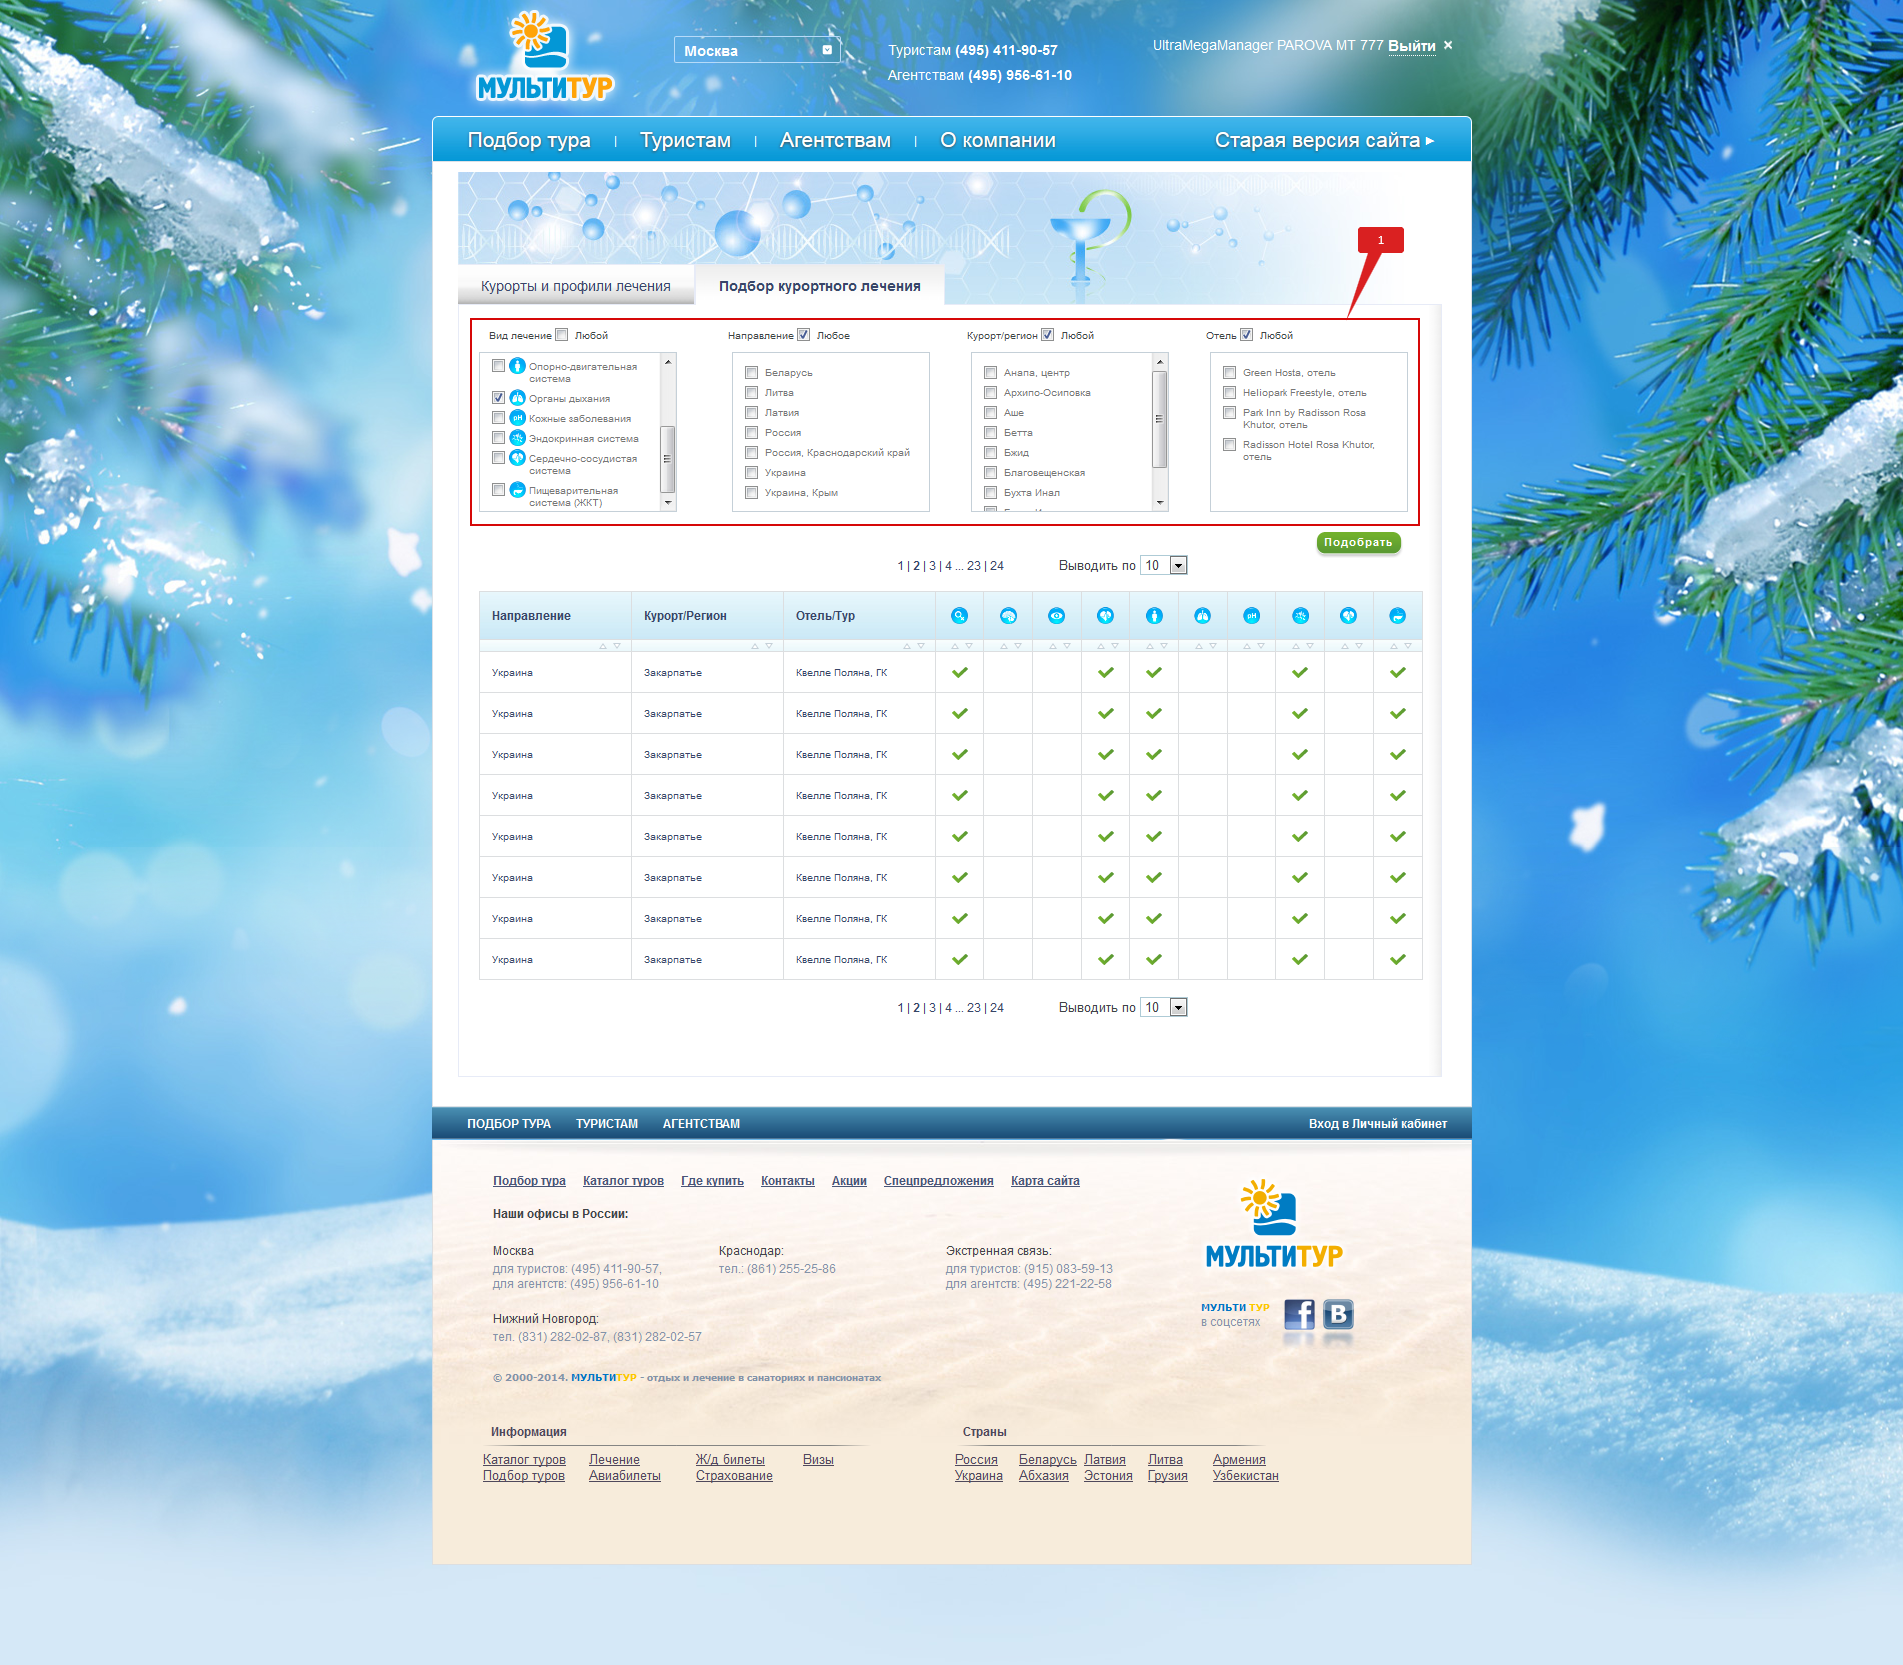 МУЛЬТИТУР
Москва
Туристам (495) 411-90-57
Агентствам (495) 956-61-10
UltraMegaManager PAROVA MT 777 Выйти ×
Подбор тура | Туристам | Агентствам | О компании
Старая версия сайта
1
Курорты и профили лечения
Подбор курортного лечения
Вид лечение Любой
Опорно-двигательная
система
Органы дыхания
pH Кожные заболевания
Эндокринная система
Сердечно-сосудистая
система
Пищеварительная
система (ЖКТ)
Направление Любое
Беларусь
Литва
Латвия
Россия
Россия, Краснодарский край
Украина
Украина, Крым
Курорт/регион Любой
Анапа, центр
Архипо-Осиповка
Аше
Бетта
Бжид
Благовещенская
Бухта Инал
Отель Любой
Green Hosta, отель
Heliopark Freestyle, отель
Park Inn by Radisson Rosa
Khutor, отель
Radisson Hotel Rosa Khutor,
отель
Подобрать
1 | 2 | 3 | 4 ... 23 | 24
Выводить по 10
Направление Курорт/Регион Отель/Тур pH
Украина Закарпатье Квелле Поляна, ГК
Украина Закарпатье Квелле Поляна, ГК
Украина Закарпатье Квелле Поляна, ГК
Украина Закарпатье Квелле Поляна, ГК
Украина Закарпатье Квелле Поляна, ГК
Украина Закарпатье Квелле Поляна, ГК
Украина Закарпатье Квелле Поляна, ГК
Украина Закарпатье Квелле Поляна, ГК
1 | 2 | 3 | 4 ... 23 | 24
Выводить по 10
ПОДБОР ТУРА ТУРИСТАМ АГЕНТСТВАМ
Вход в Личный кабинет
Подбор тура Каталог туров Где купить Контакты Акции Спецпредложения Карта сайта
Наши офисы в России:
Москва
для туристов: (495) 411-90-57,
для агентств: (495) 956-61-10
Краснодар:
тел.: (861) 255-25-86
Экстренная связь:
для туристов: (915) 083-59-13
для агентств: (495) 221-22-58
Нижний Новгород:
тел. (831) 282-02-87, (831) 282-02-57
МУЛЬТИТУР
МУЛЬТИ ТУР
в соцсетях
f
В
© 2000-2014. МУЛЬТИТУР - отдых и лечение в санаториях и пансионатах
Информация
Каталог туров Лечение Ж/д билеты Визы
Подбор туров Авиабилеты Страхование
Страны
Россия Беларусь Латвия Литва Армения
Украина Абхазия Эстония Грузия Узбекистан